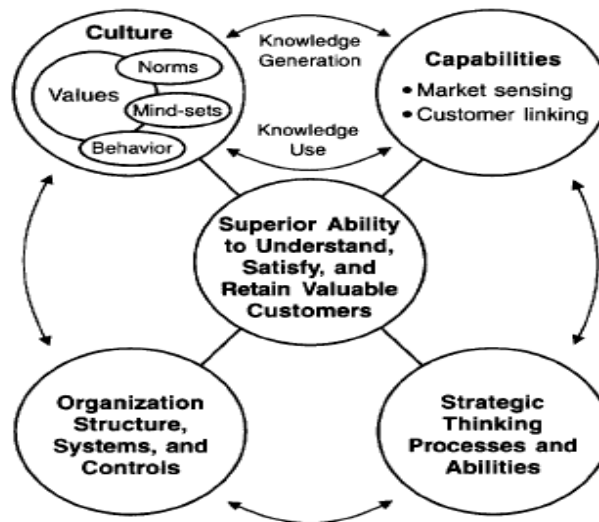 Culture
Norms
Values
Mind-sets
Behavior
Knowledge
Generation
Knowledge
Use
Capabilities
• Market sensing
• Customer linking
Superior Ability
to Understand,
Satisfy, and
Retain Valuable
Customers
Organization
Structure,
Systems, and
Controls
Strategic
Thinking
Processes and
Abilities